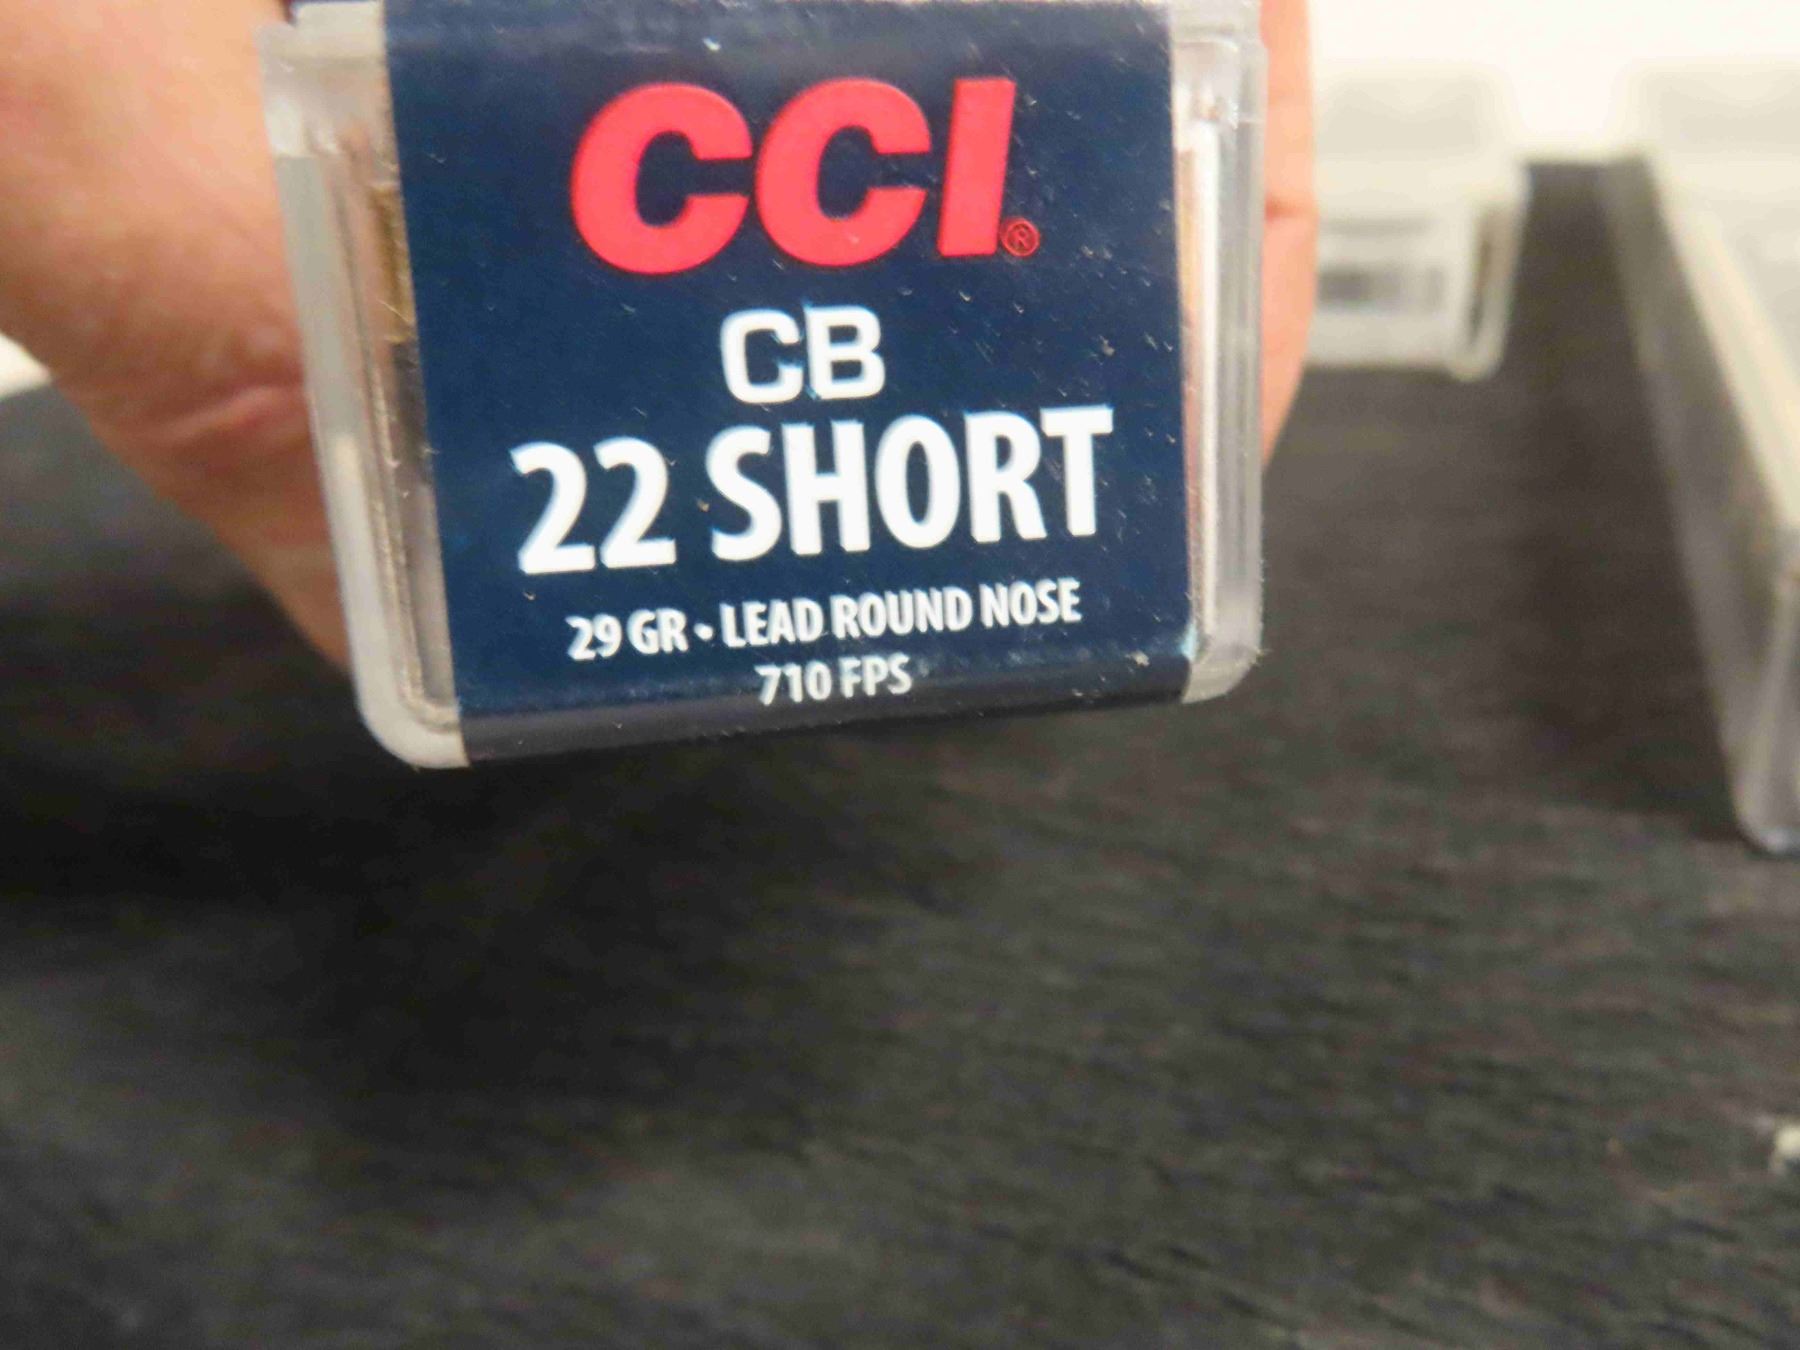 CCI®
CB
22 SHORT
29 GR • LEAD ROUND NOSE
710 FPS